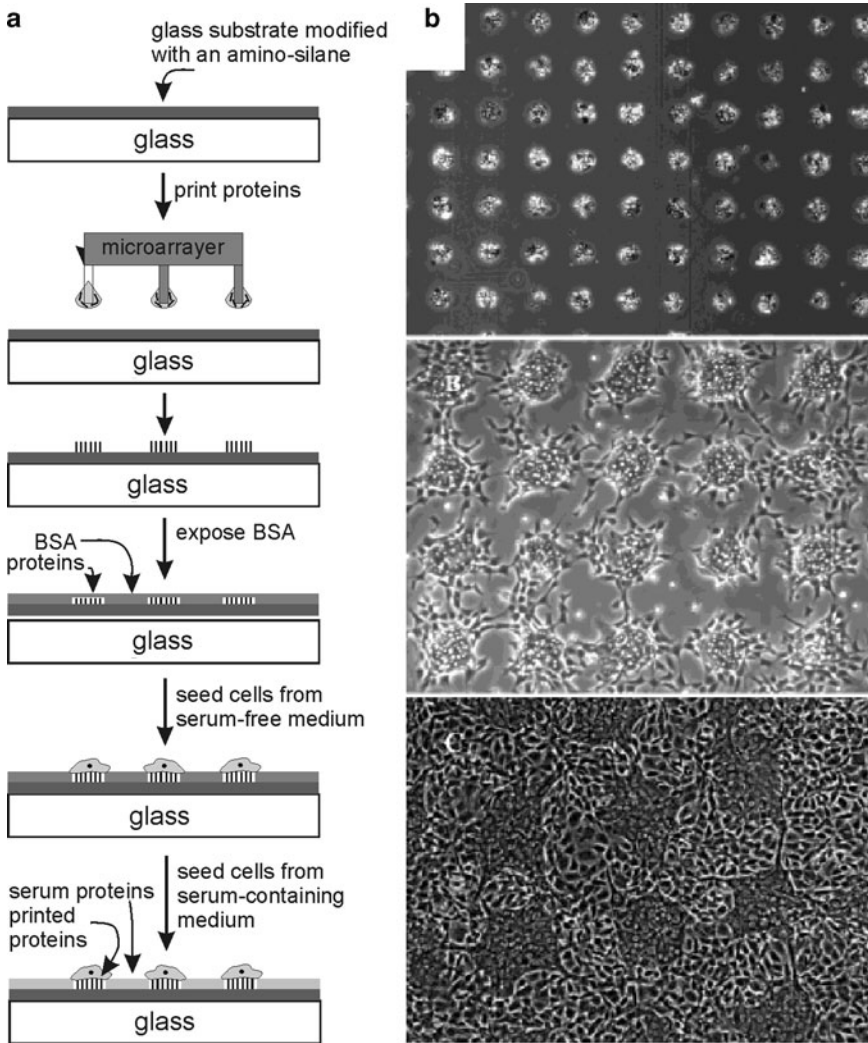 a
glass substrate modified
with an amino-silane
glass
print proteins
microarrayer
glass
glass
BSA
proteins
expose BSA
glass
seed cells from
serum-free medium
glass
serum proteins
printed
proteins
seed cells from
serum-containing
medium
glass
b
B
C